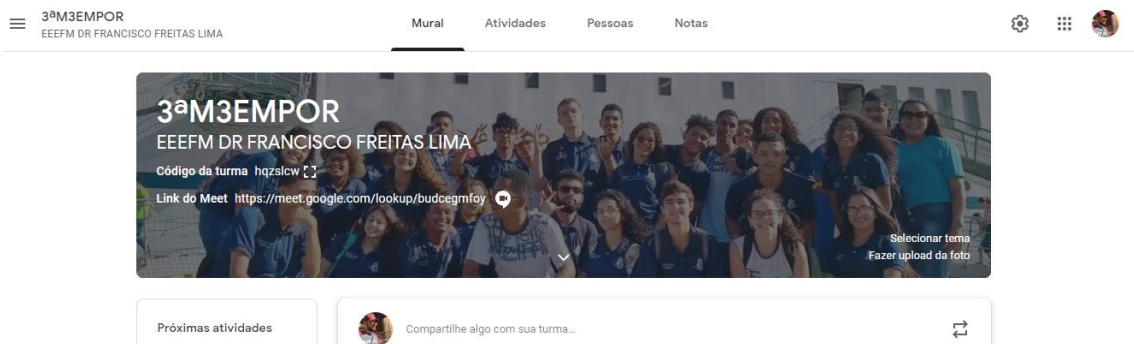 3ªM3EMPOR
EEEFM DR FRANCISCO FREITAS LIMA
Mural Atividades Pessoas Notas
3ªM3EMPOR
EEEFM DR FRANCISCO FREITAS LIMA
Código da turma hqzslcw
Link do Meet https://meet.google.com/lookup/budcegmfoy
Selecionar tema
Fazer upload da foto
Próximas atividades
Compartilhe algo com sua turma...